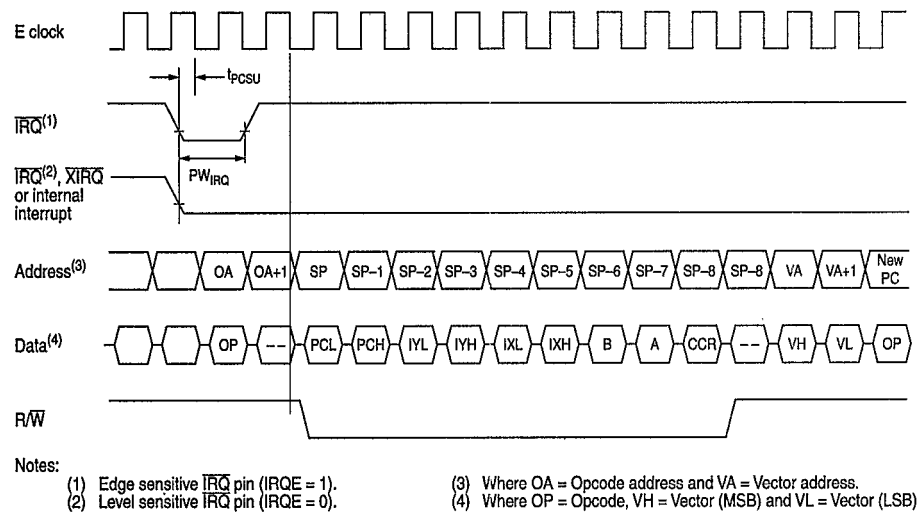 E clock
tPCSU
IRQ(1)
PWIRQ
IRQ(2), XIRQ
or internal
interrupt
Address(3) OA OA+1 SP SP–1 SP–2 SP–3 SP–4 SP–5 SP–6 SP–7 SP–8 SP–8 VA VA+1 New PC
Data(4) OP –– PCL PCH IYL IYH IXL IXH B A CCR –– VH VL OP
R/W
Notes:
(1) Edge sensitive IRQ pin (IRQE = 1).
(2) Level sensitive IRQ pin (IRQE = 0).
(3) Where OA = Opcode address and VA = Vector address.
(4) Where OP = Opcode, VH = Vector (MSB) and VL = Vector (LSB)